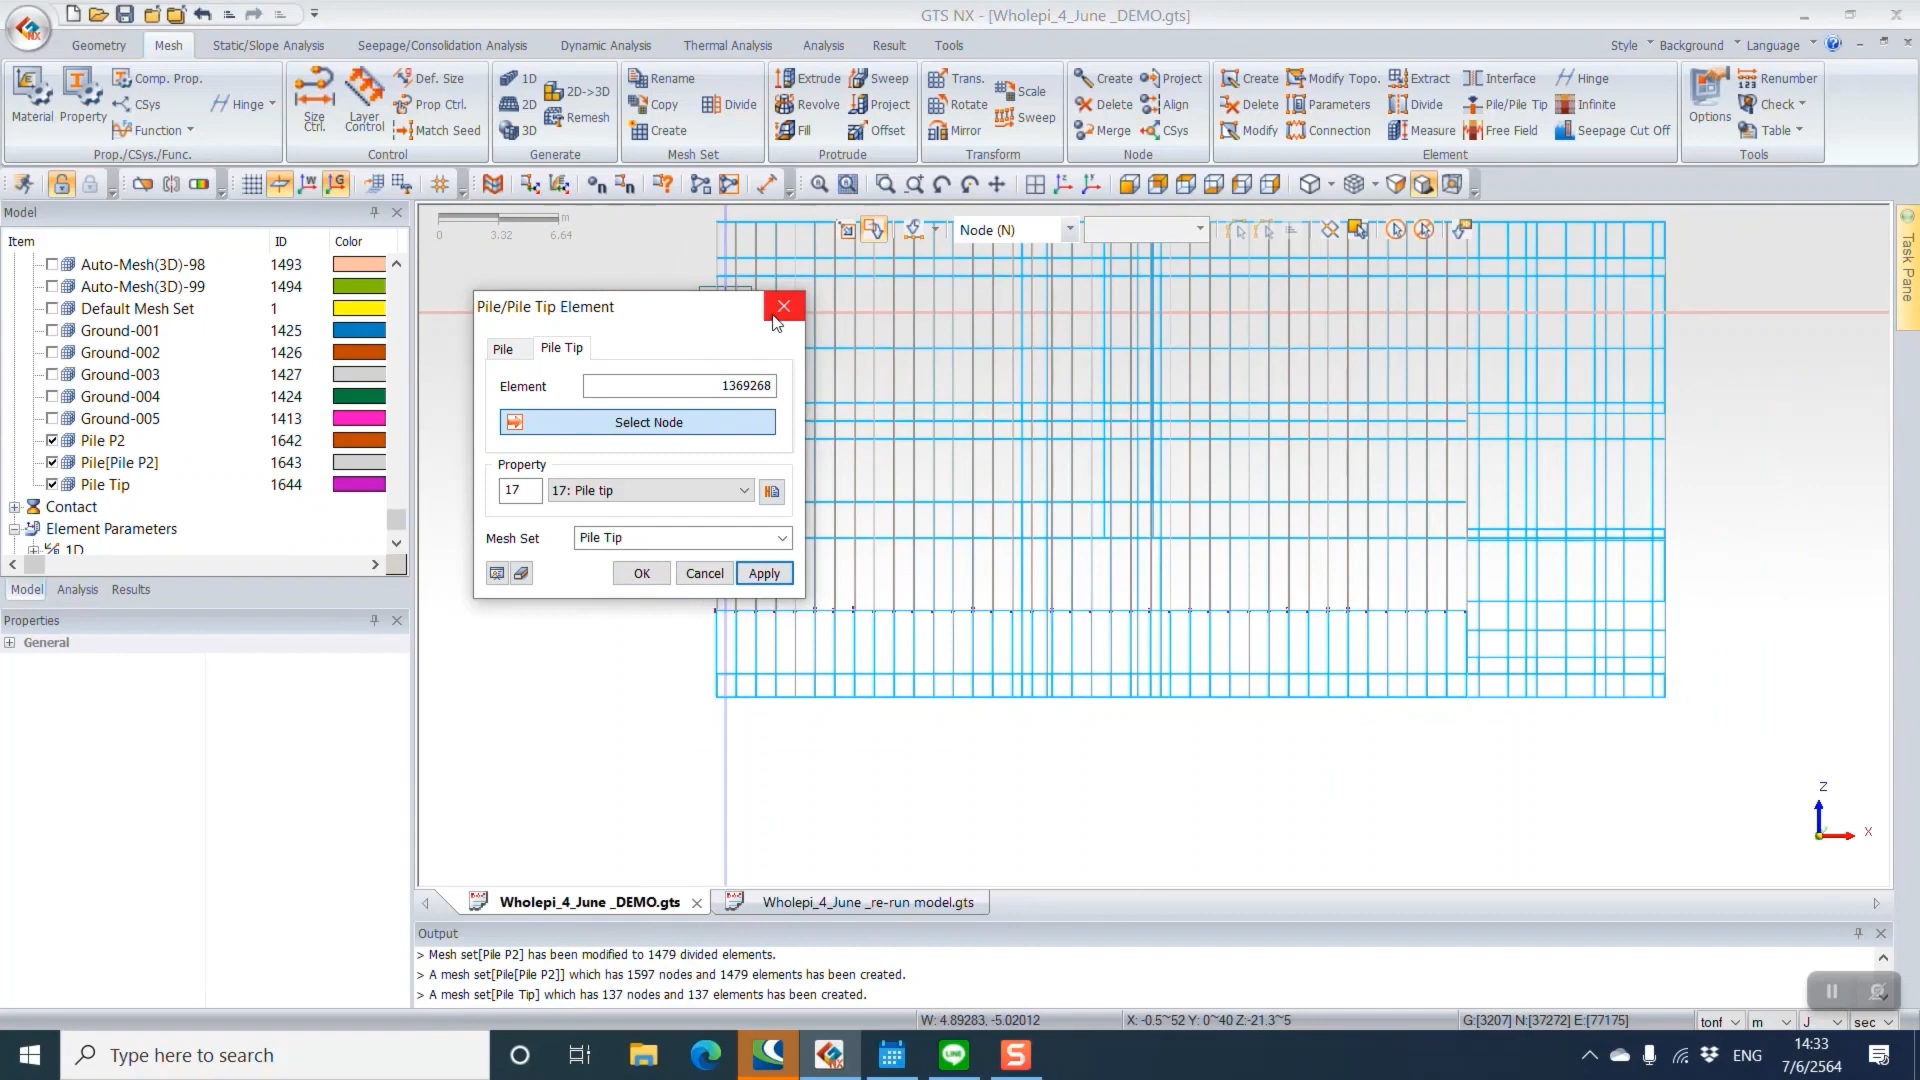 GTS NX - [Wholepi_4_June _DEMO.gts]
Geometry Mesh Static/Slope Analysis Seepage/Consolidation Analysis Dynamic Analysis Thermal Analysis Analysis Result Tools Style Background Language
Material Property Comp. Prop. CSys Function Hinge
Size Ctrl. Layer Control Def. Size Prop Ctrl. Match Seed
1D 2D 3D 2D->3D Remesh
Rename Copy Create Divide
Extrude Revolve Fill Sweep Project Offset
Trans. Rotate Mirror Scale Sweep
Create Delete Merge Project Align CSys
Create Delete Modify Modify Topo. Parameters Connection Extract Divide Measure Interface Pile/Pile Tip Free Field Hinge Infinite Seepage Cut Off
Options Renumber Check Table
Prop./CSys./Func. Control Generate Mesh Set Protrude Transform Node Element Tools
Model
Item ID Color
Auto-Mesh(3D)-98 1493
Auto-Mesh(3D)-99 1494
Default Mesh Set 1
Ground-001 1425
Ground-002 1426
Ground-003 1427
Ground-004 1424
Ground-005 1413
Pile P2 1642
Pile[Pile P2] 1643
Pile Tip 1644
Contact
Element Parameters
1D
Model Analysis Results
Properties
General
0 3.32 6.64 m
Node (N)
Task Pane
Pile/Pile Tip Element
Pile Pile Tip
Element 1369268
Select Node
Property
17 17: Pile tip
Mesh Set Pile Tip
OK Cancel Apply
Z
X
Wholepi_4_June _DEMO.gts Wholepi_4_June _re-run model.gts
Output
> Mesh set[Pile P2] has been modified to 1479 divided elements.
> A mesh set[Pile[Pile P2]] which has 1597 nodes and 1479 elements has been created.
> A mesh set[Pile Tip] which has 137 nodes and 137 elements has been created.
W: 4.89283, -5.02012 X: -0.5~52 Y: 0~40 Z:-21.3~5 G:[3207] N:[37272] E:[77175] tonf m J sec
Type here to search
ENG
14:33
7/6/2564